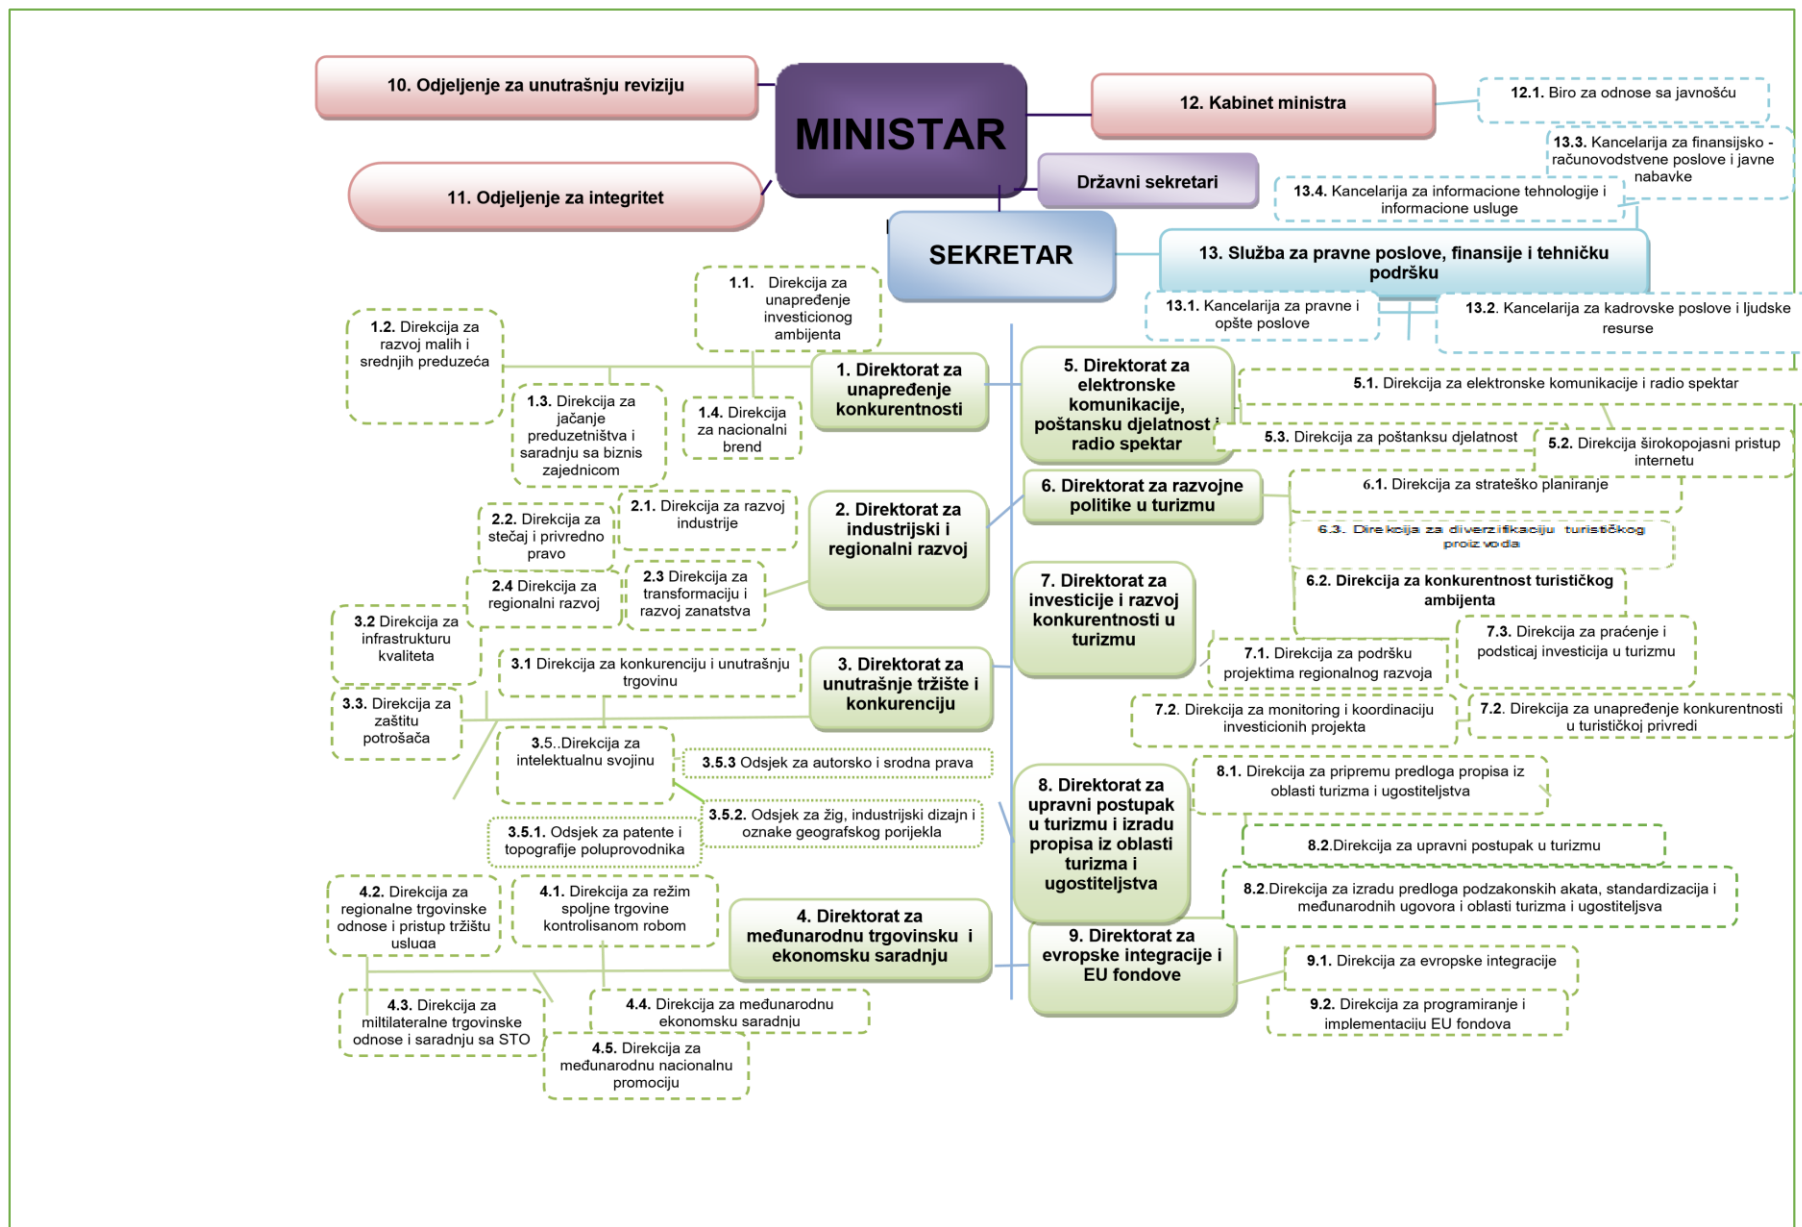 10. Odjeljenje za unutrašnju reviziju
MINISTAR
12. Kabinet ministra
12.1. Biro za odnose sa javnošću
13.3. Kancelarija za finansijsko -
računovodstvene poslove i javne
nabavke
11. Odjeljenje za integritet
Državni sekretari
13.4. Kancelarija za informacione tehnologije i
informacione usluge
SEKRETAR
13. Služba za pravne poslove, finansije i tehničku
podršku
13.1. Kancelarija za pravne i
opšte poslove
13.2. Kancelarija za kadrovske poslove i ljudske
resurse
1.1. Direkcija za
unapređenje
investicionog
ambijenta
1.2. Direkcija za
razvoj malih i
srednjih preduzeća
1. Direktorat za
unapređenje
konkurentnosti
1.3. Direkcija za
jačanje
preduzetništva i
saradnju sa biznis
zajednicom
1.4. Direkcija
za nacionalni
brend
5. Direktorat za
elektronske
komunikacije,
poštansku djelatnost i
radio spektar
5.1. Direkcija za elektronske komunikacije i radio spektar
5.3. Direkcija za poštanksu djelatnost
5.2. Direkcija širokopojasni pristup
internetu
2. Direktorat za
industrijski i
regionalni razvoj
2.1. Direkcija za razvoj
industrije
2.2. Direkcija za
stečaj i privredno
pravo
2.3 Direkcija za
transformaciju i
razvoj zanatstva
2.4 Direkcija za
regionalni razvoj
6. Direktorat za razvojne
politike u turizmu
6.1. Direkcija za strateško planiranje
6.3. Direkcija za diverzifikaciju turističkog
proizvoda
6.2. Direkcija za konkurentnost turističkog
ambijenta
7. Direktorat za
investicije i razvoj
konkurentnosti u
turizmu
7.1. Direkcija za podršku
projektima regionalnog razvoja
7.3. Direkcija za praćenje i
podsticaj investicija u turizmu
7.2. Direkcija za monitoring i koordinaciju
investicionih projekta
7.2. Direkcija za unapređenje konkurentnosti
u turističkoj privredi
3.2 Direkcija za
infrastrukturu
kvaliteta
3.1 Direkcija za konkurenciju i unutrašnju
trgovinu
3. Direktorat za
unutrašnje tržište i
konkurenciju
3.3. Direkcija za
zaštitu
potrošača
3.5..Direkcija za
intelektualnu svojinu
3.5.3 Odsjek za autorsko i srodna prava
3.5.2. Odsjek za žig, industrijski dizajn i
oznake geografskog porijekla
3.5.1. Odsjek za patente i
topografije poluprovodnika
8. Direktorat za
upravni postupak
u turizmu i izradu
propisa iz oblasti
turizma i
ugostiteljstva
8.1. Direkcija za pripremu predloga propisa iz
oblasti turizma i ugostiteljstva
8.2.Direkcija za upravni postupak u turizmu
8.2.Direkcija za izradu predloga podzakonskih akata, standardizacija i
međunarodnih ugovora i oblasti turizma i ugostiteljsva
4.2. Direkcija za
regionalne trgovinske
odnose i pristup tržištu
usluga
4.1. Direkcija za režim
spoljne trgovine
kontrolisanom robom
4. Direktorat za
međunarodnu trgovinsku i
ekonomsku saradnju
4.3. Direkcija za
miltilateralne trgovinske
odnose i saradnju sa STO
4.4. Direkcija za međunarodnu
ekonomsku saradnju
4.5. Direkcija za
međunarodnu nacionalnu
promociju
9. Direktorat za
evropske integracije i
EU fondove
9.1. Direkcija za evropske integracije
9.2. Direkcija za programiranje i
implementaciju EU fondova